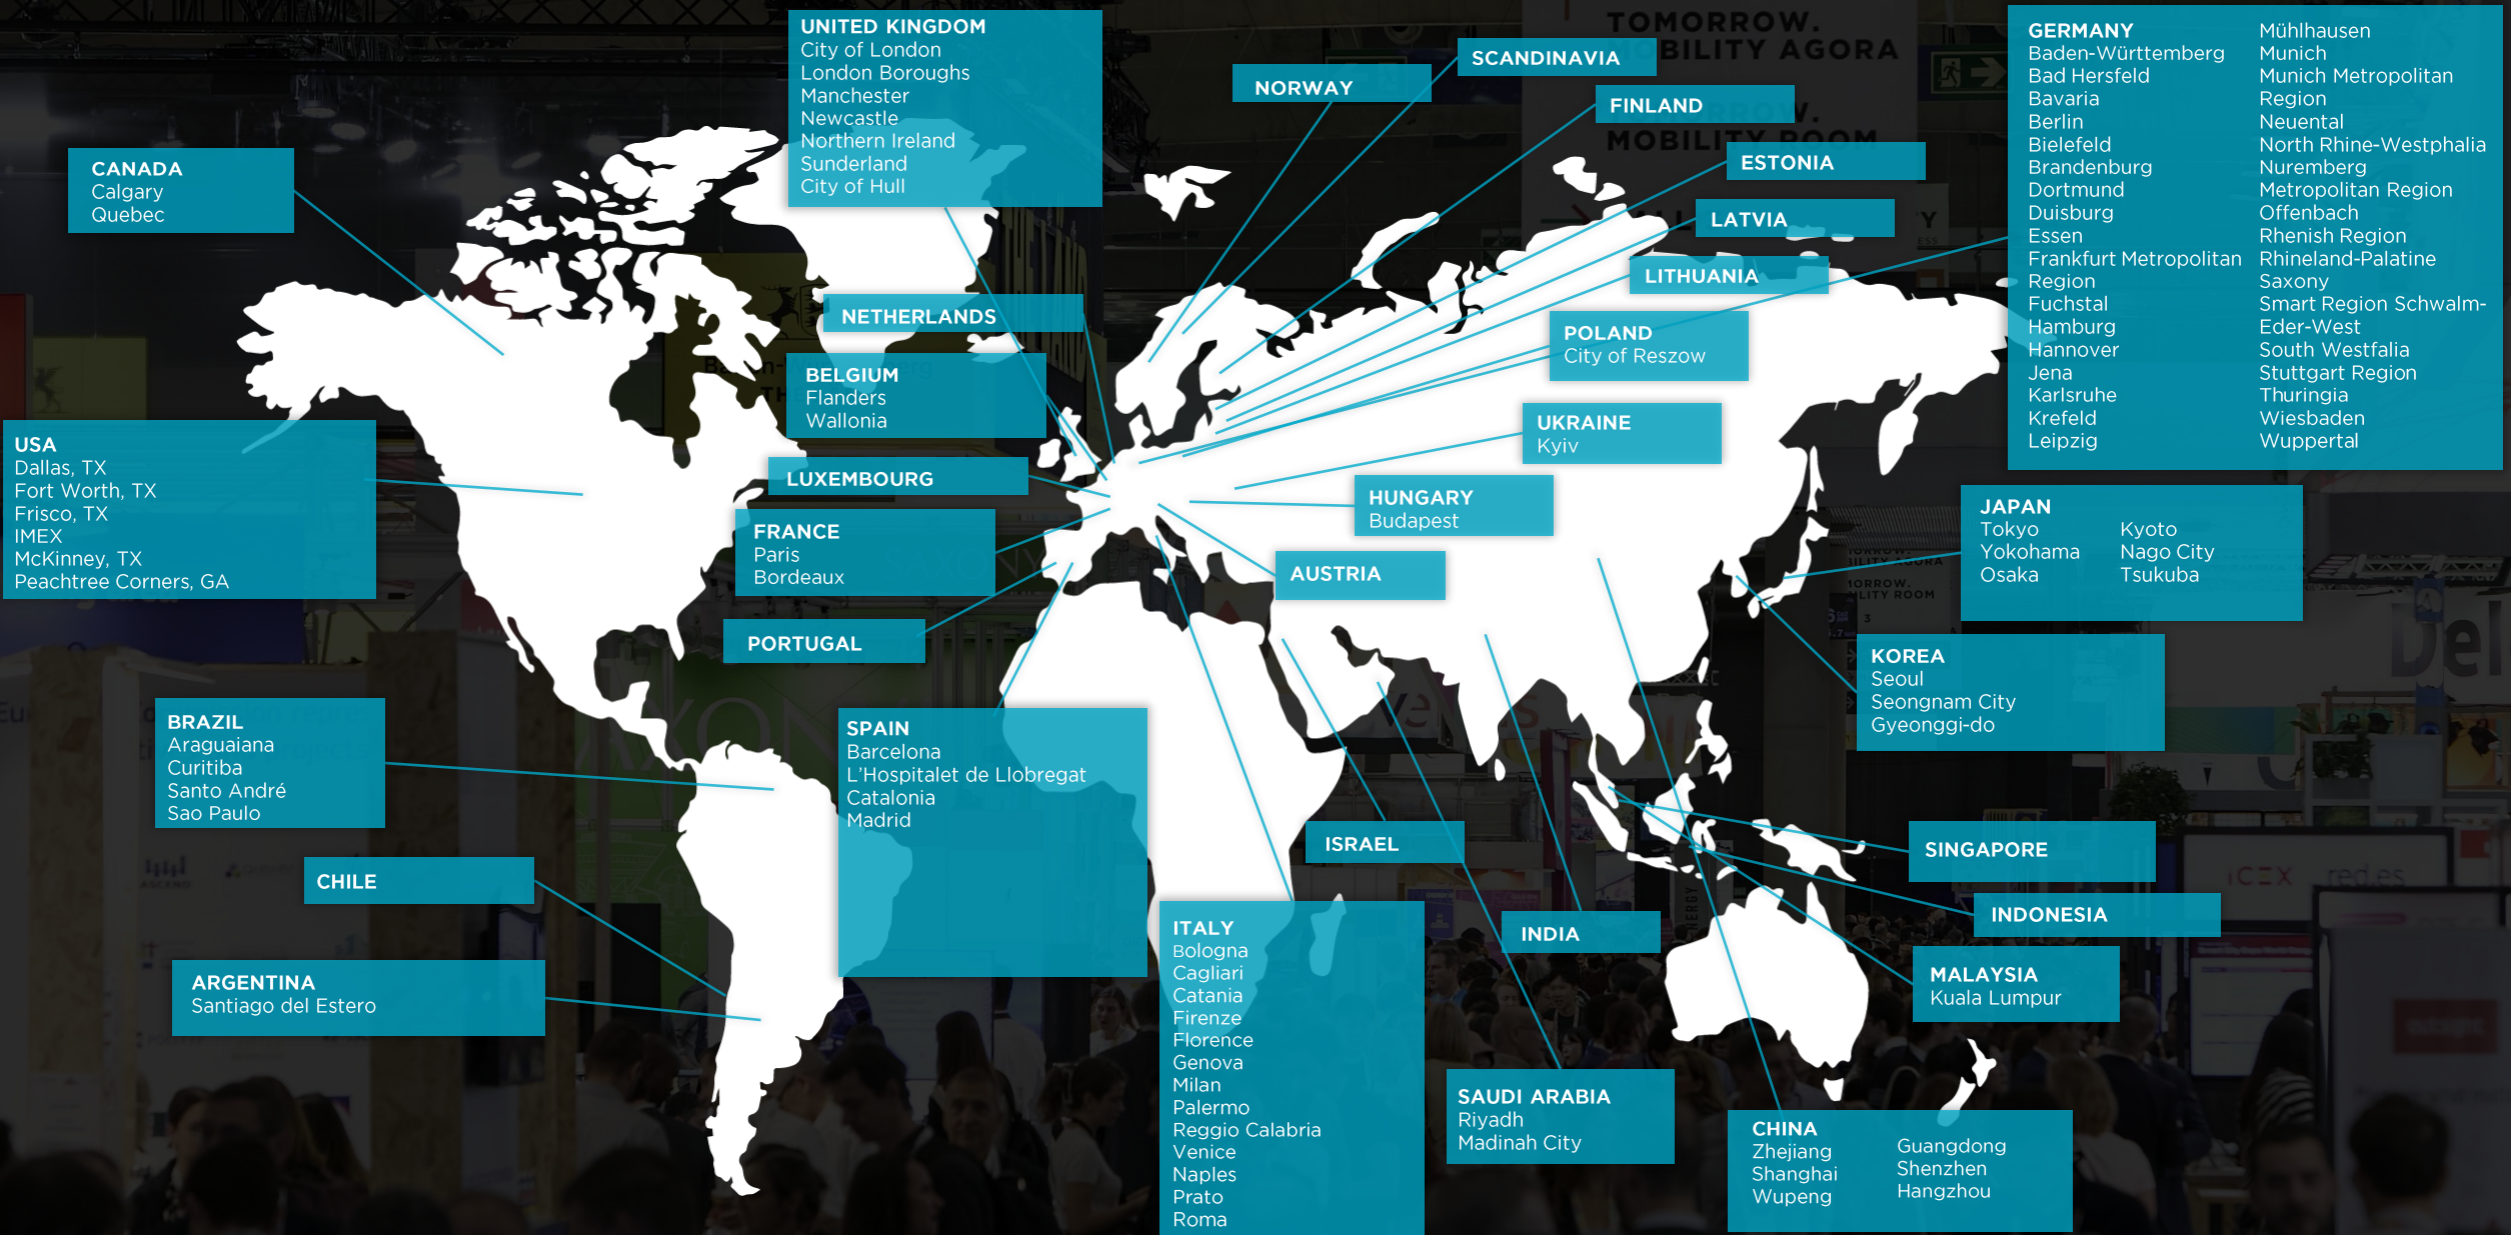 UNITED KINGDOM
City of London
London Boroughs
Manchester
Newcastle
Northern Ireland
Sunderland
City of Hull
TOMORROW.
MOBILITY AGORA
MOBILITY ROOM
SCANDINAVIA
NORWAY
FINLAND
ESTONIA
LATVIA
LITHUANIA
GERMANY
Baden-Württemberg
Bad Hersfeld
Bavaria
Berlin
Bielefeld
Brandenburg
Dortmund
Duisburg
Essen
Frankfurt Metropolitan
Region
Fuchstal
Hamburg
Hannover
Jena
Karlsruhe
Krefeld
Leipzig
Mühlhausen
Munich
Munich Metropolitan
Region
Neuental
North Rhine-Westphalia
Nuremberg
Metropolitan Region
Offenbach
Rhenish Region
Rhineland-Palatine
Saxony
Smart Region Schwalm-
Eder-West
South Westfalia
Stuttgart Region
Thuringia
Wiesbaden
Wuppertal
CANADA
Calgary
Quebec
NETHERLANDS
BELGIUM
Flanders
Wallonia
POLAND
City of Reszow
UKRAINE
Kyiv
USA
Dallas, TX
Fort Worth, TX
Frisco, TX
IMEX
McKinney, TX
Peachtree Corners, GA
LUXEMBOURG
HUNGARY
Budapest
JAPAN
Tokyo
Yokohama
Osaka
Kyoto
Nago City
Tsukuba
FRANCE
Paris
Bordeaux
AUSTRIA
PORTUGAL
KOREA
Seoul
Seongnam City
Gyeonggi-do
BRAZIL
Araguaiana
Curitiba
Santo André
Sao Paulo
SPAIN
Barcelona
L'Hospitalet de Llobregat
Catalonia
Madrid
ISRAEL
SINGAPORE
CHILE
red.es
INDIA
INDONESIA
ITALY
Bologna
Cagliari
Catania
Firenze
Florence
Genova
Milan
Palermo
Reggio Calabria
Venice
Naples
Prato
Roma
MALAYSIA
Kuala Lumpur
ARGENTINA
Santiago del Estero
SAUDI ARABIA
Riyadh
Madinah City
CHINA
Zhejiang
Shanghai
Wupeng
Guangdong
Shenzhen
Hangzhou